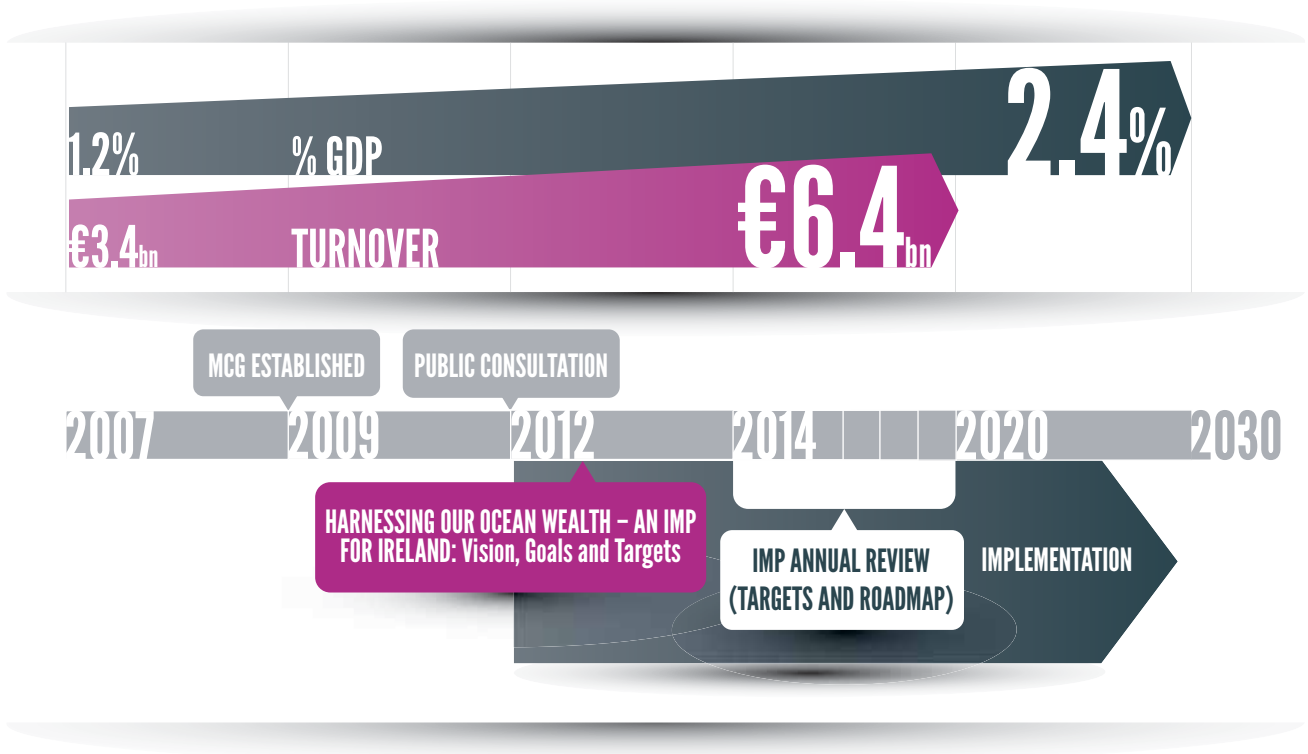 1.2%
% GDP
2.4%
€3.4bn
TURNOVER
€6.4bn
MCG ESTABLISHED
PUBLIC CONSULTATION
2007
2009
2012
2014
2020
2030
HARNESSING OUR OCEAN WEALTH – AN IMP
FOR IRELAND: Vision, Goals and Targets
IMP ANNUAL REVIEW
(TARGETS AND ROADMAP)
IMPLEMENTATION